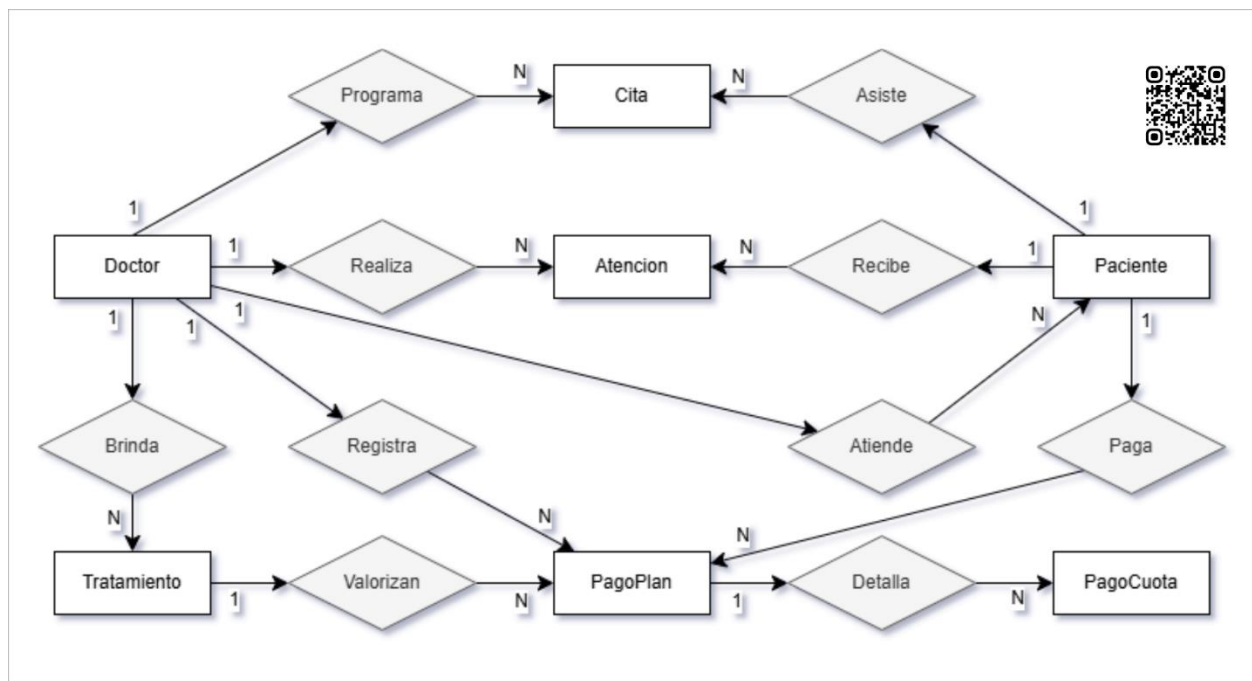 Programa
N
Cita
N
Asiste
1
1
Doctor
1
Realiza
N
Atencion
N
Recibe
1
Paciente
1
1
1
N
1
Brinda
Registra
Atiende
Paga
N
N
N
Tratamiento
1
Valorizan
N
PagoPlan
1
Detalla
N
PagoCuota